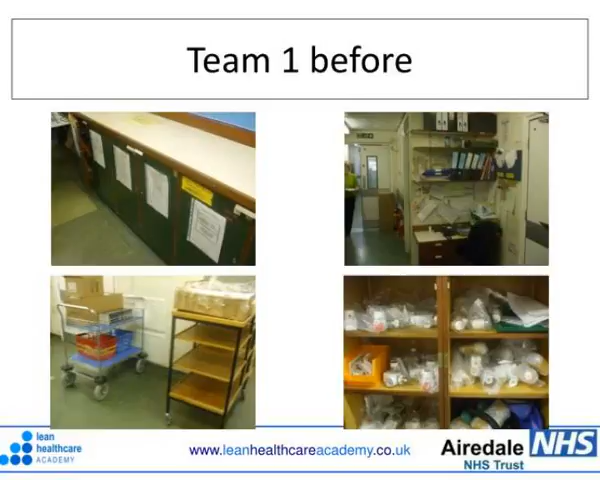 Team 1 before
lean
healthcare
ACADEMY
www.leanhealthcareacademy.co.uk
Airedale NHS
NHS Trust